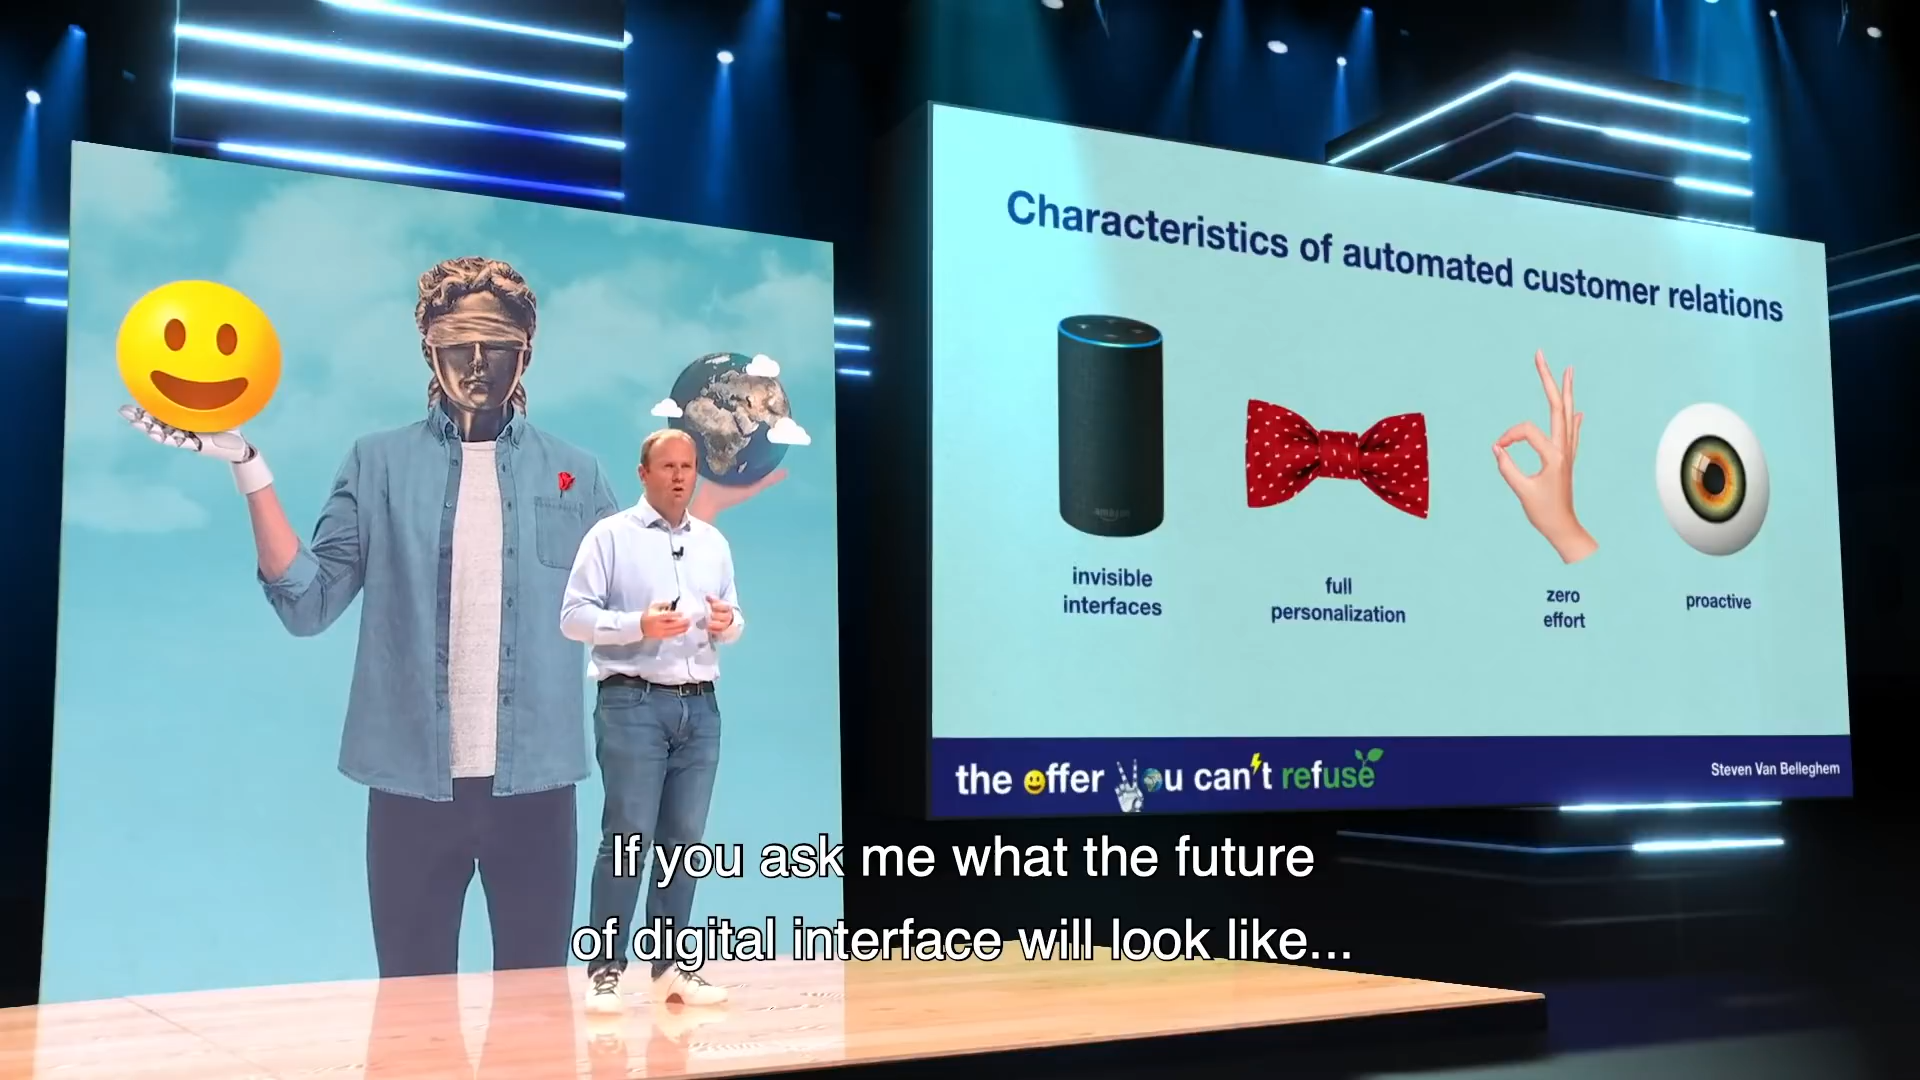 Characteristics of automated customer relations
amazon
invisible
interfaces
full
personalization
zero
effort
proactive
the offer you can't refuse
Steven Van Belleghem
If you ask me what the future
of digital interface will look like...